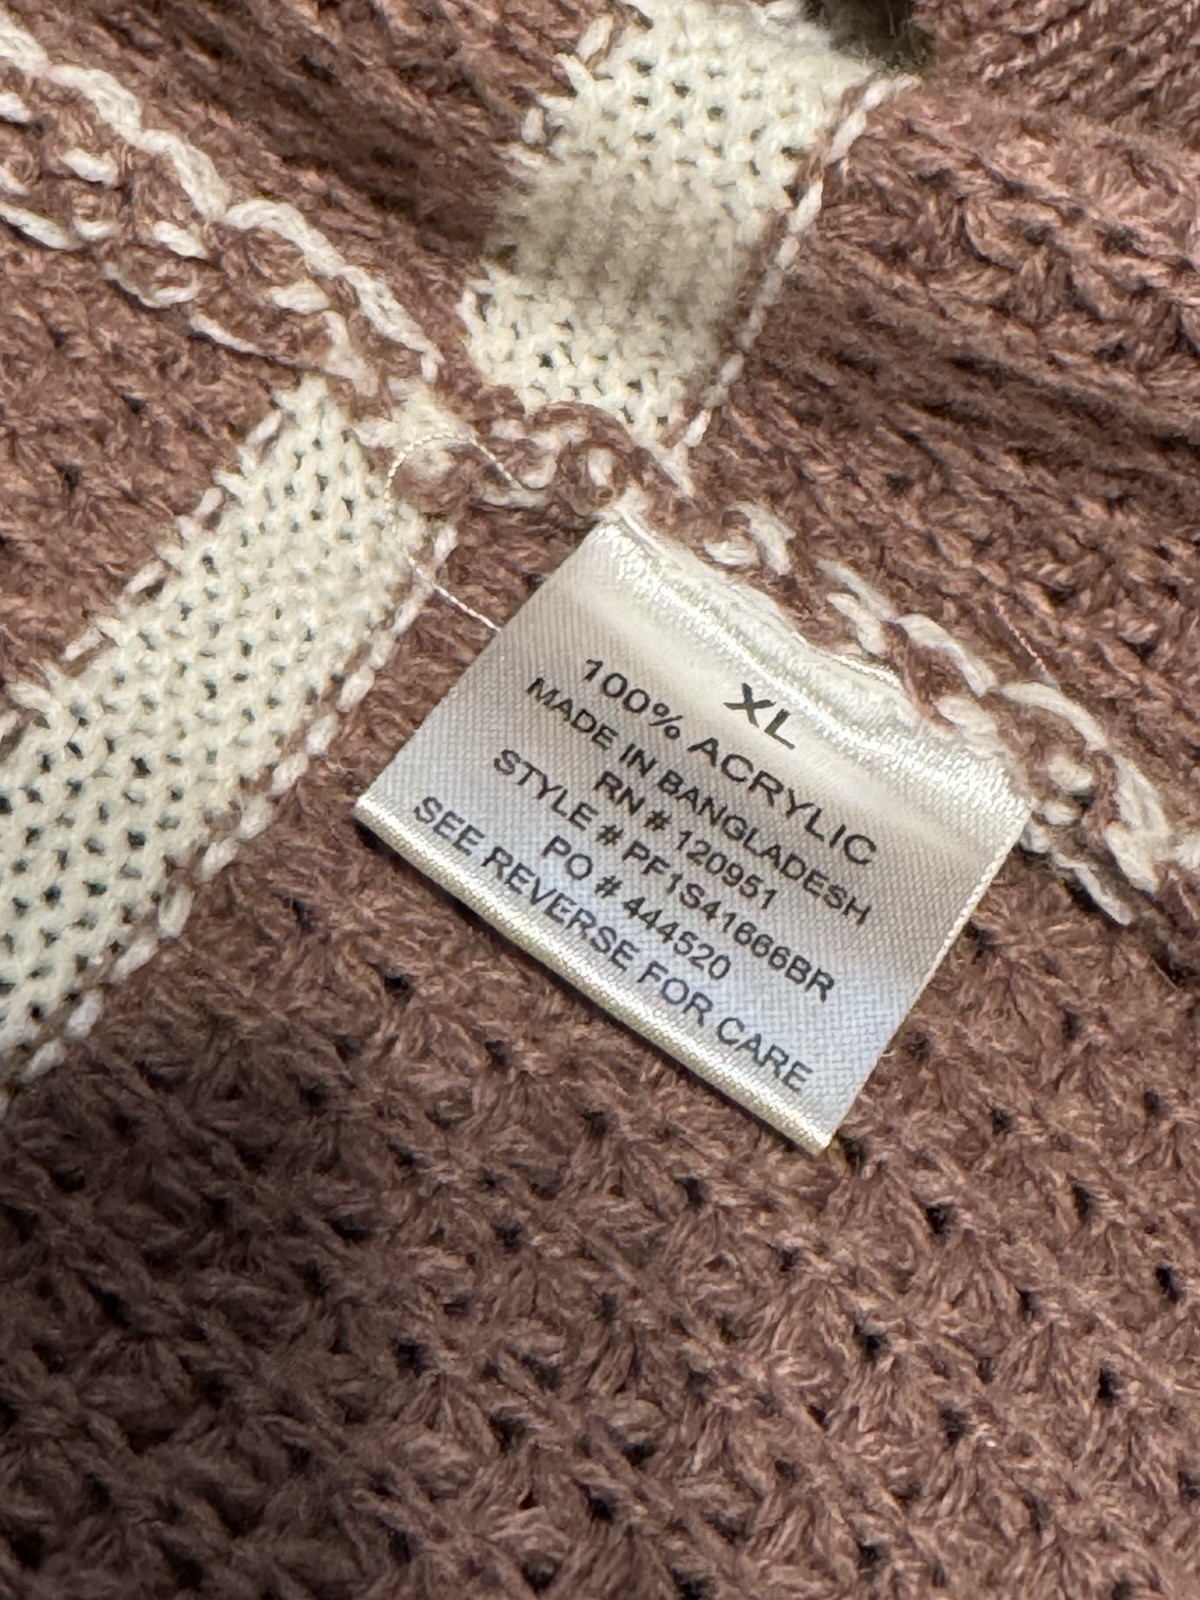 XL
100% ACRYLIC
MADE IN BANGLADESH
RN # 120951
STYLE # PF1S41666BR
PO # 444520
SEE REVERSE FOR CARE